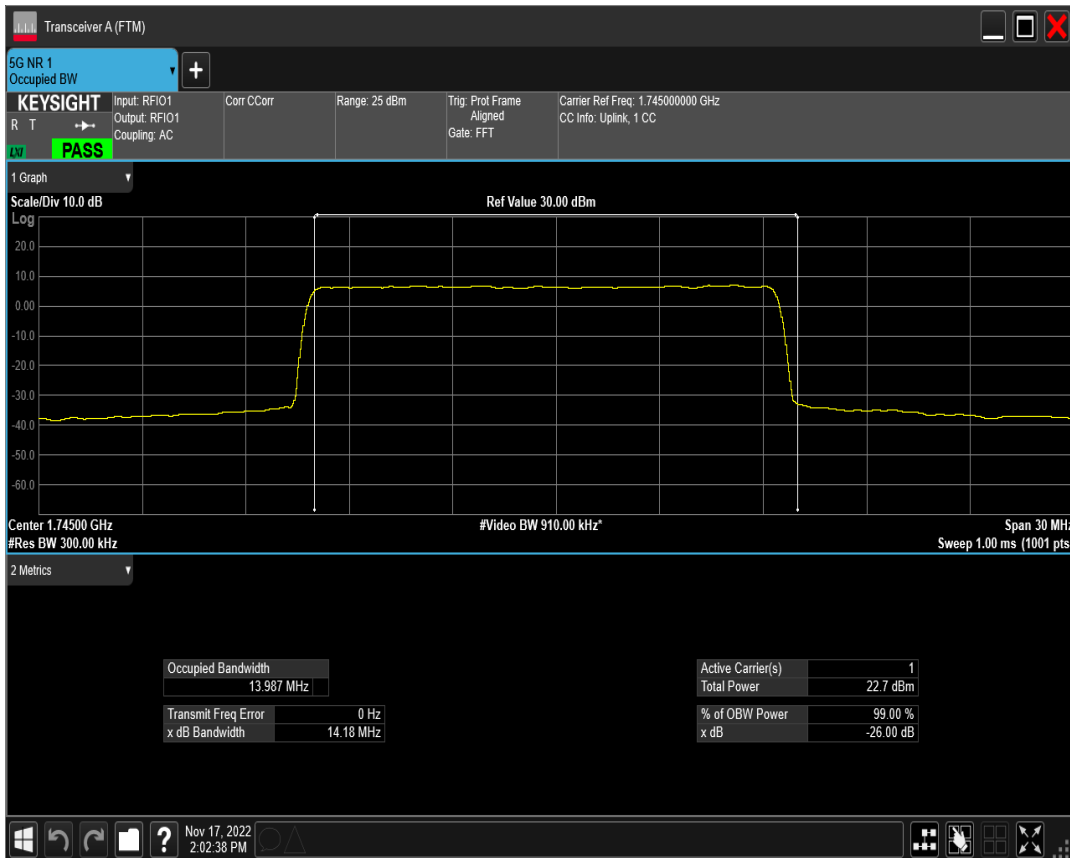 Transceiver A (FTM)
5G NR 1
Occupied BW
+
KEYSIGHT
R T
LXI
PASS
Input: RFIO1
Output: RFIO1
Coupling: AC
Corr CCorr
Range: 25 dBm
Trig: Prot Frame
Aligned
Gate: FFT
Carrier Ref Freq: 1.745000000 GHz
CC Info: Uplink, 1 CC
1 Graph
Scale/Div 10.0 dB
Ref Value 30.00 dBm
Log
20.0
10.0
0.00
-10.0
-20.0
-30.0
-40.0
-50.0
-60.0
Center 1.74500 GHz
#Video BW 910.00 kHz*
Span 30 MHz
#Res BW 300.00 kHz
Sweep 1.00 ms (1001 pts
2 Metrics
Occupied Bandwidth
13.987 MHz
Transmit Freq Error 0 Hz
x dB Bandwidth 14.18 MHz
Active Carrier(s) 1
Total Power 22.7 dBm
% of OBW Power 99.00 %
x dB -26.00 dB
?
Nov 17, 2022
2:02:38 PM